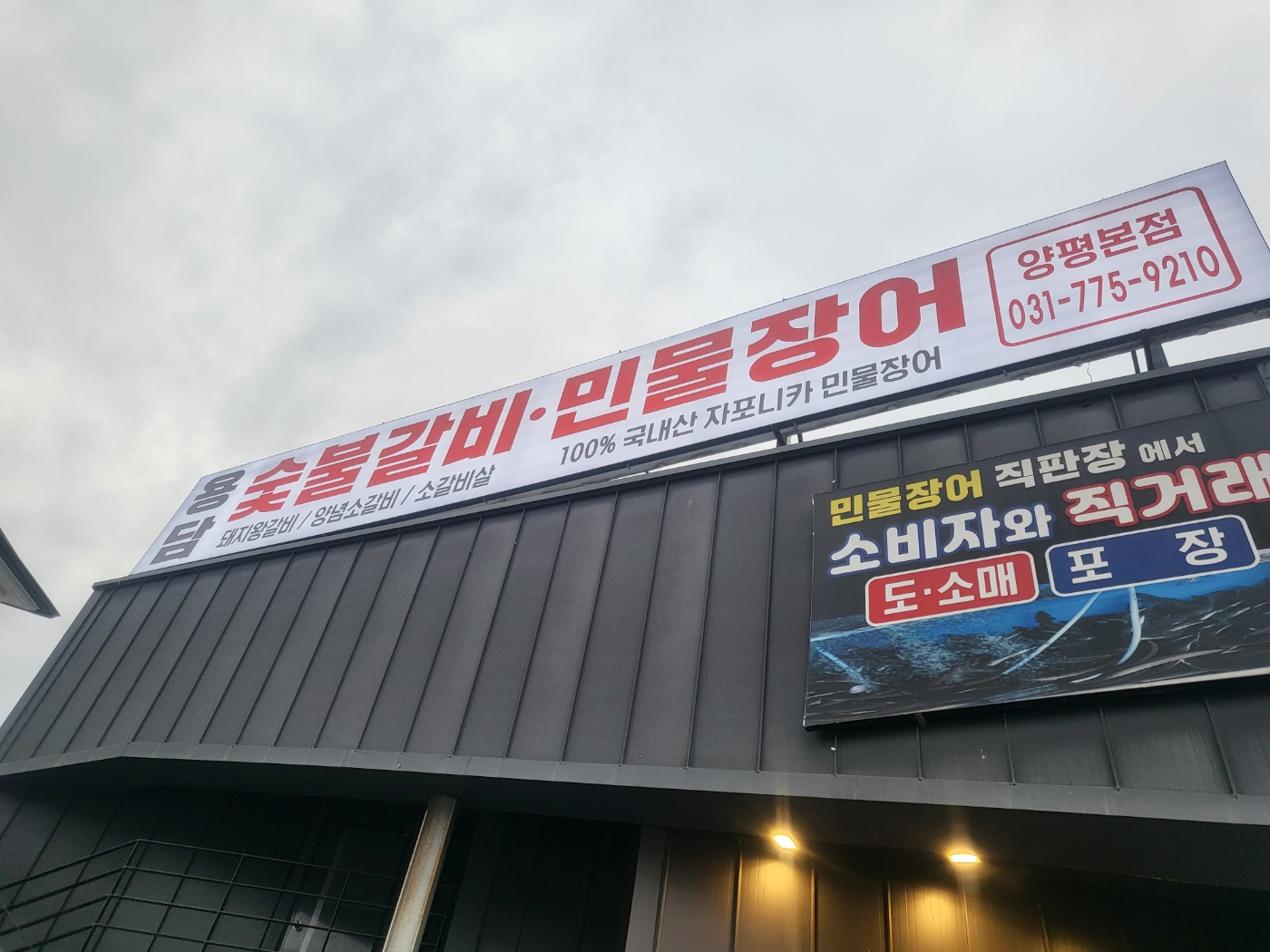 용담
숯불갈비·민물장어
돼지왕갈비 / 양념소갈비 / 소갈비살
100% 국내산 자포니카 민물장어
양평본점
031-775-9210
민물장어 직판장 에서
소비자와 직거래
도·소매
포 장